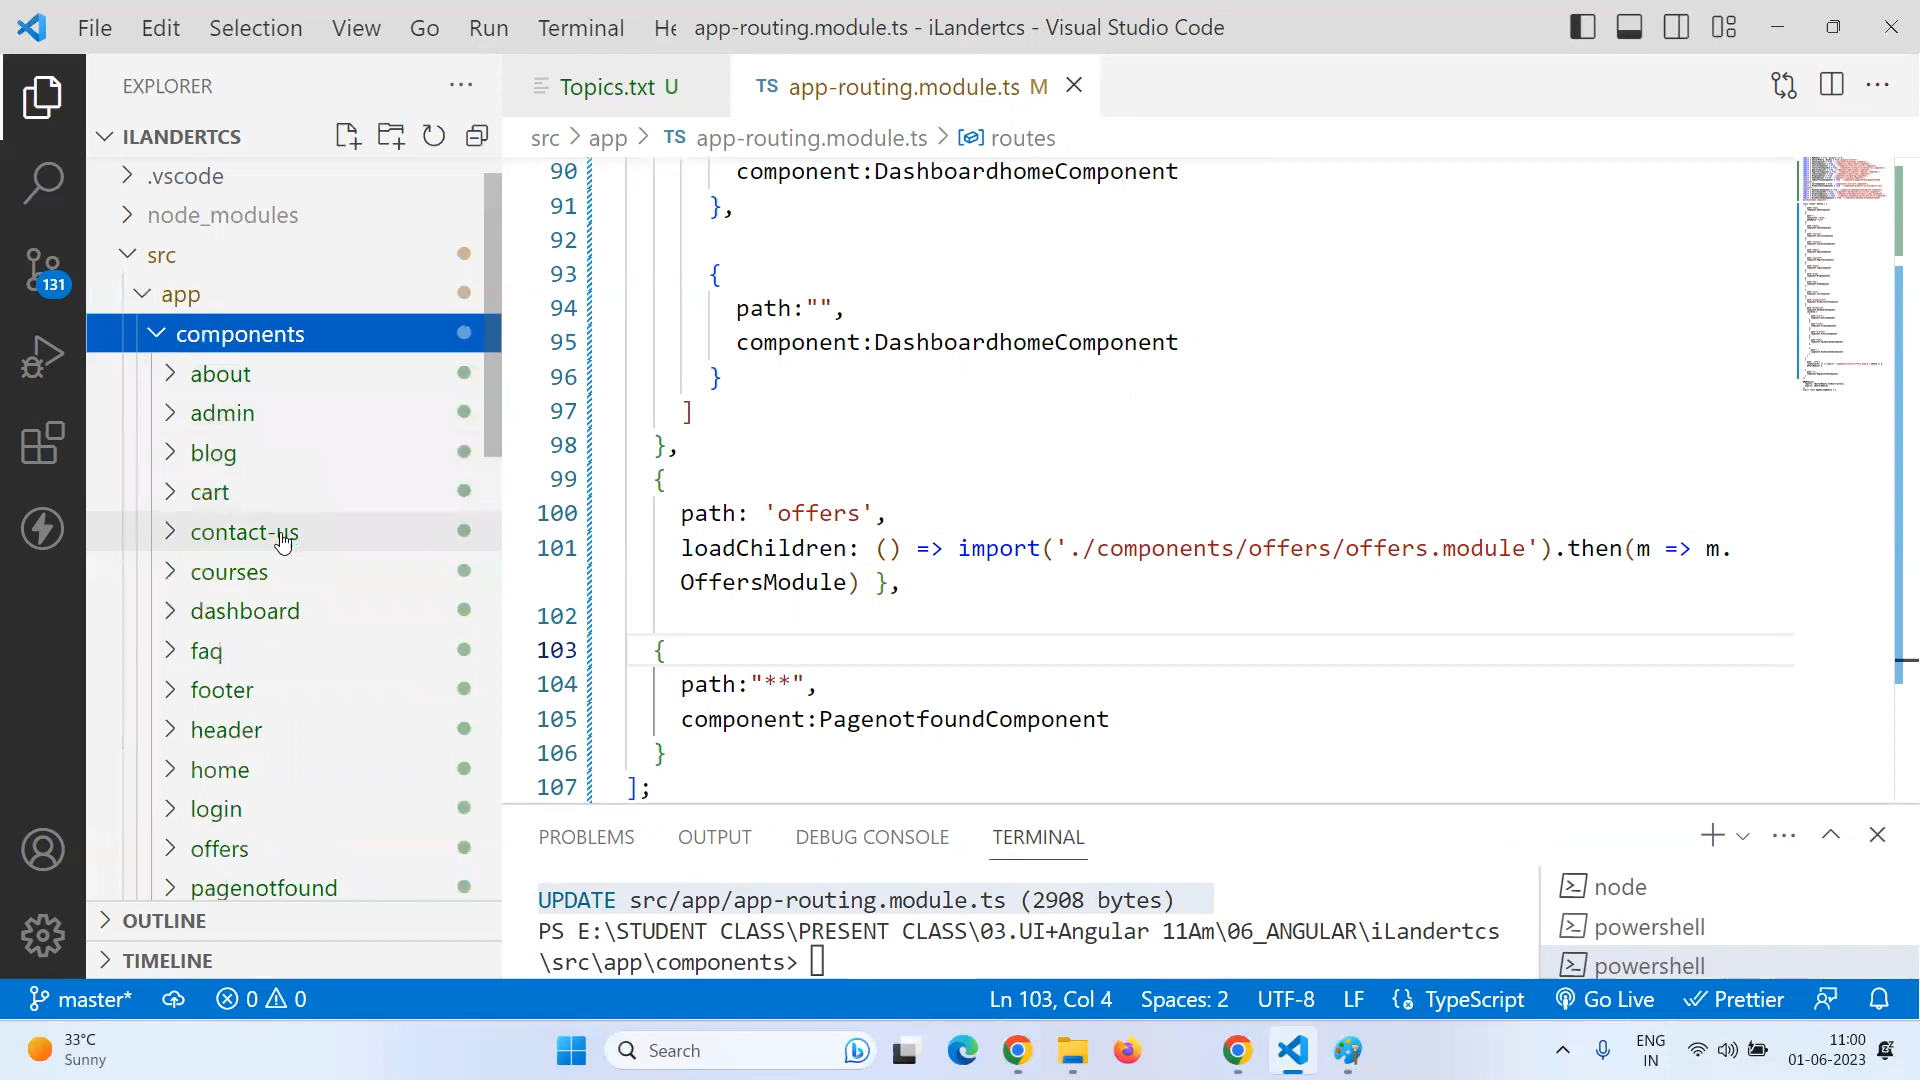 File Edit Selection View Go Run Terminal He app-routing.module.ts - iLandertcs - Visual Studio Code
EXPLORER
ILANDERTCS
.vscode
node_modules
src
app
components
about
admin
blog
cart
contact-us
courses
dashboard
faq
footer
header
home
login
offers
pagenotfound
OUTLINE
TIMELINE
131
Topics.txt U
TS app-routing.module.ts M
src > app > TS app-routing.module.ts > routes
90 component:DashboardhomeComponent
91 },
92
93 {
94 path:"",
95 component:DashboardhomeComponent
96 }
97 ]
98 },
99 {
100 path: 'offers',
101 loadChildren: () => import('./components/offers/offers.module').then(m => m.
OffersModule) },
102
103 {
104 path:"**",
105 component:PagenotfoundComponent
106 }
107 ];
PROBLEMS OUTPUT DEBUG CONSOLE TERMINAL
UPDATE src/app/app-routing.module.ts (2908 bytes)
PS E:\STUDENT CLASS\PRESENT CLASS\03.UI+Angular 11Am\06_ANGULAR\iLandertcs
\src\app\components>
node
powershell
powershell
master* 0 0 Ln 103, Col 4 Spaces: 2 UTF-8 LF TypeScript Go Live Prettier
33°C
Sunny
Search
ENG
IN
11:00
01-06-2023